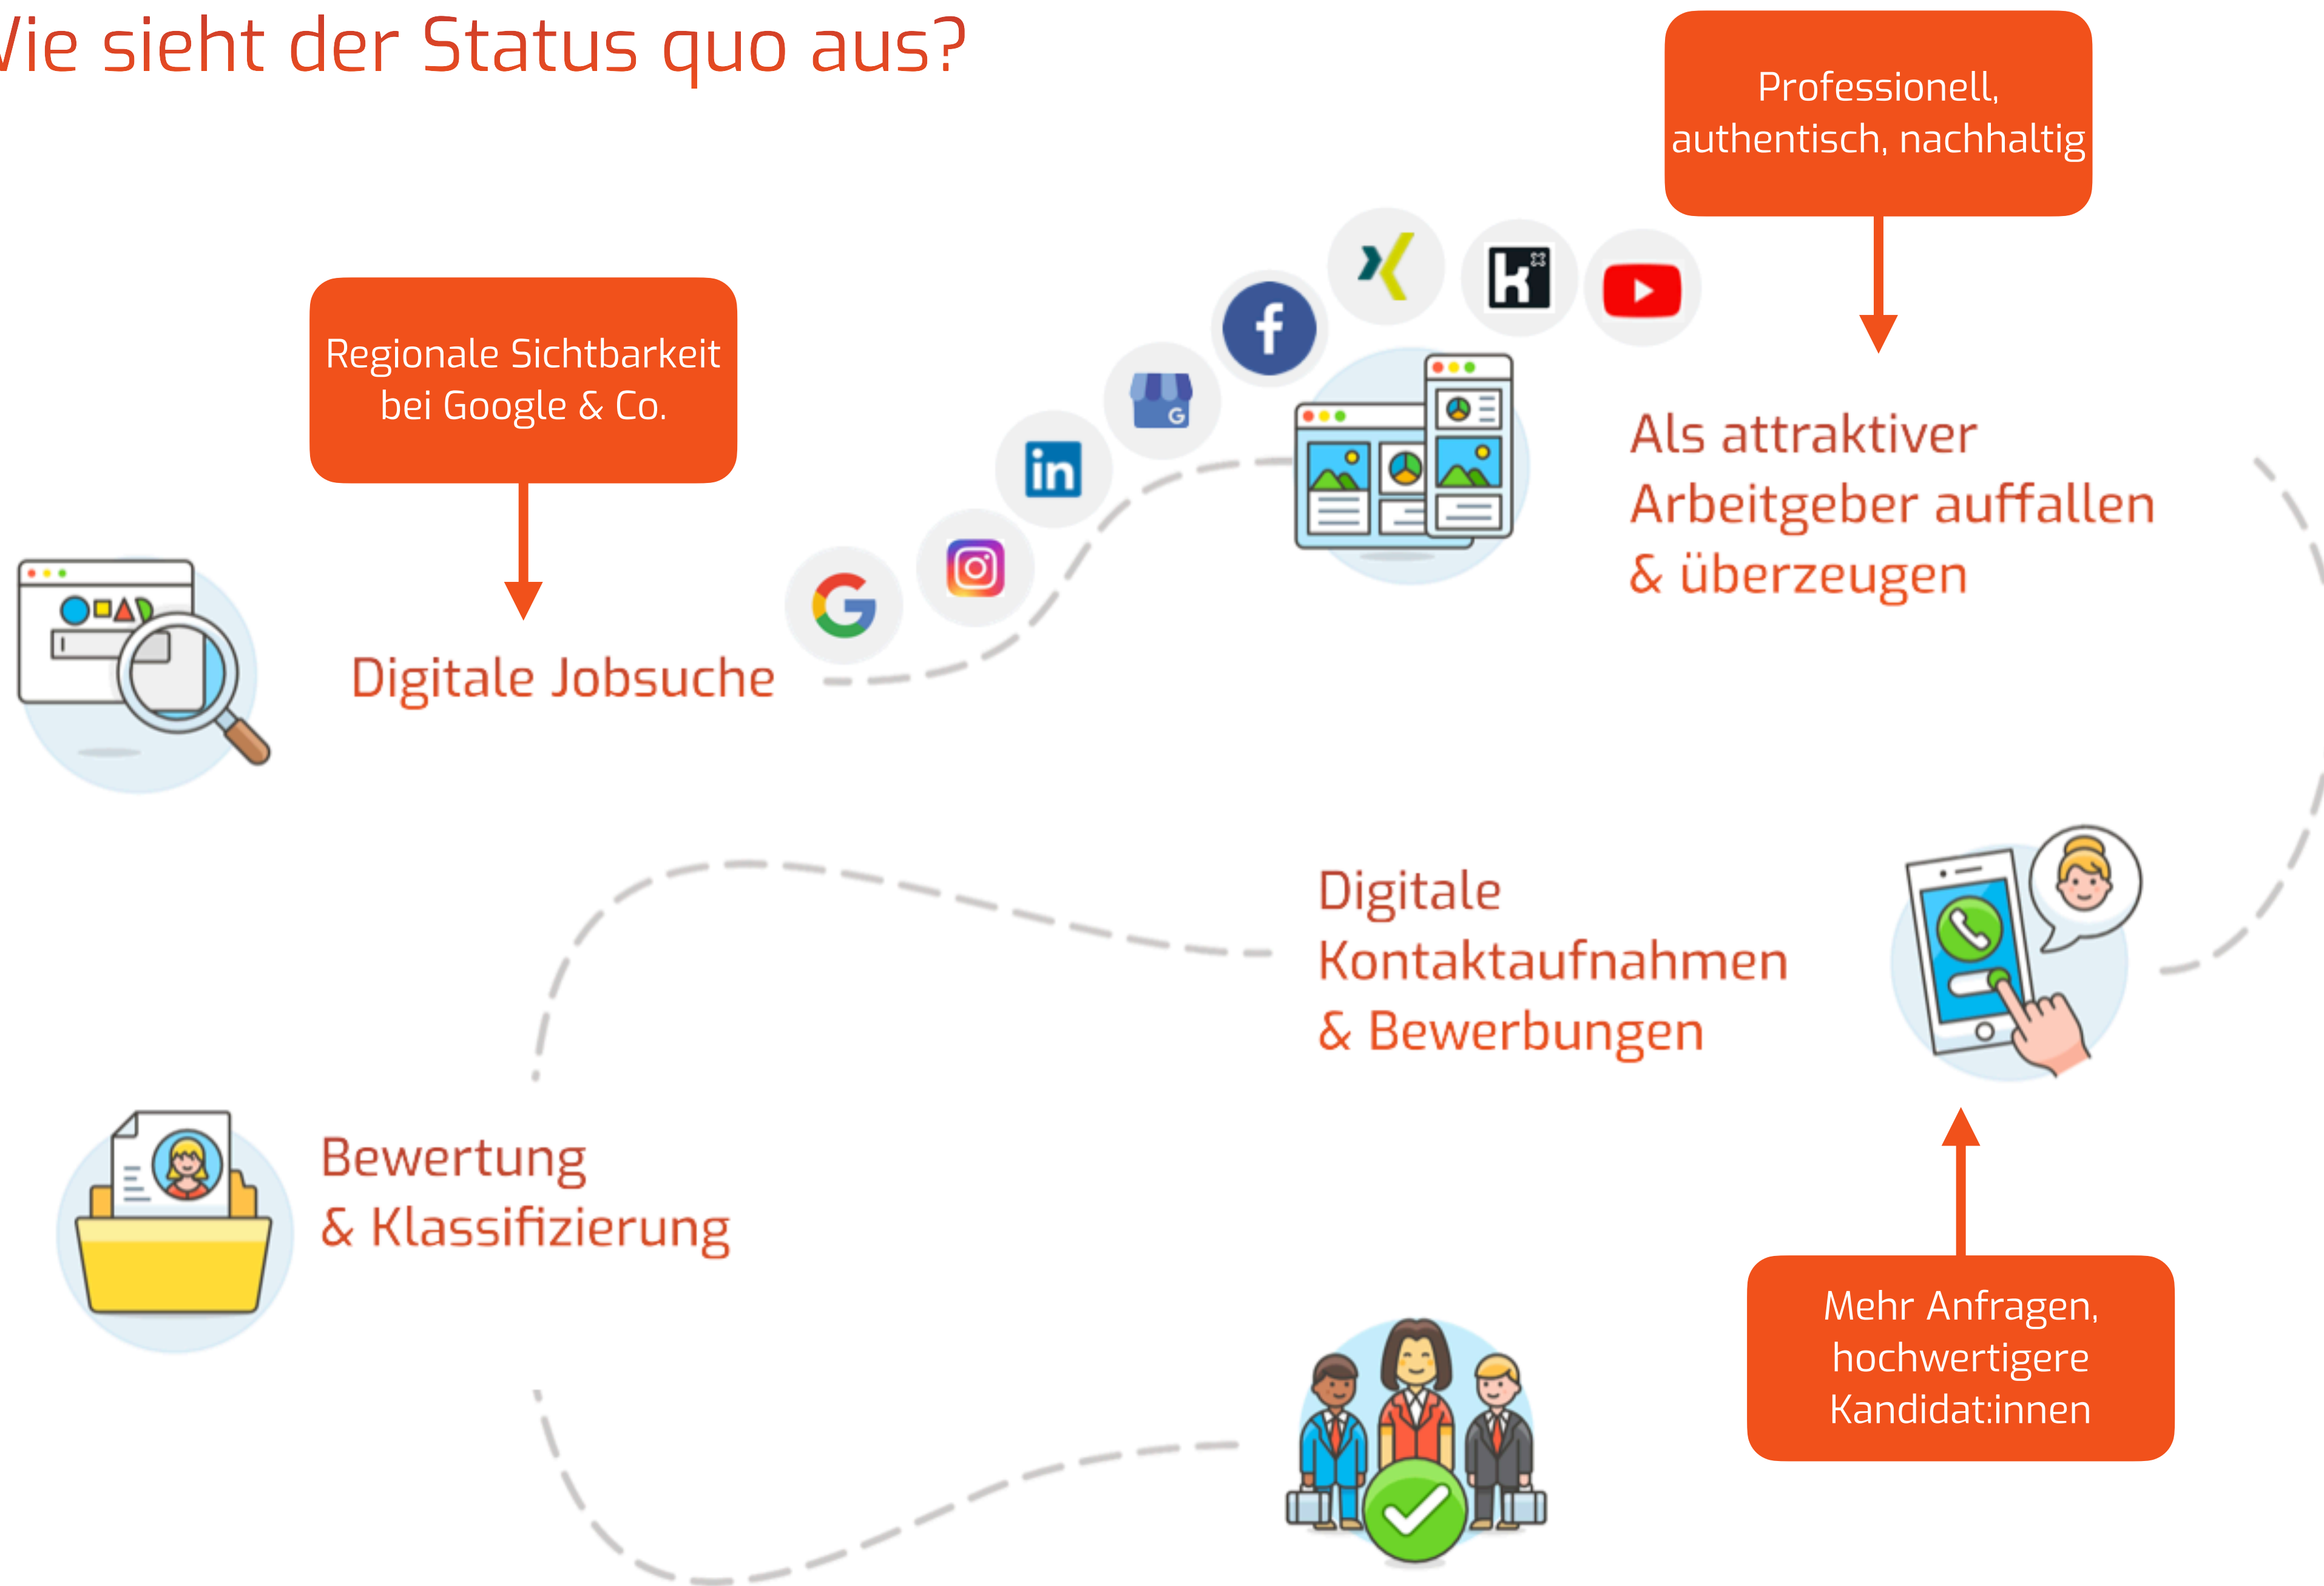 Wie sieht der Status quo aus?
Professionell,
authentisch, nachhaltig
Regionale Sichtbarkeit
bei Google & Co.
Als attraktiver
Arbeitgeber auffallen
& überzeugen
Digitale Jobsuche
Digitale
Kontaktaufnahmen
& Bewerbungen
Bewertung
& Klassifizierung
Mehr Anfragen,
hochwertigere
Kandidat:innen